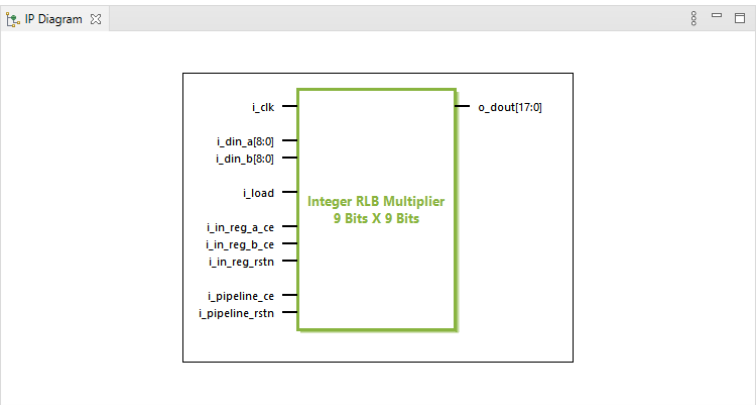 IP Diagram
i_clk
o_dout[17:0]
i_din_a[8:0]
i_din_b[8:0]
i_load
Integer RLB Multiplier
9 Bits X 9 Bits
i_in_reg_a_ce
i_in_reg_b_ce
i_in_reg_rstn
i_pipeline_ce
i_pipeline_rstn